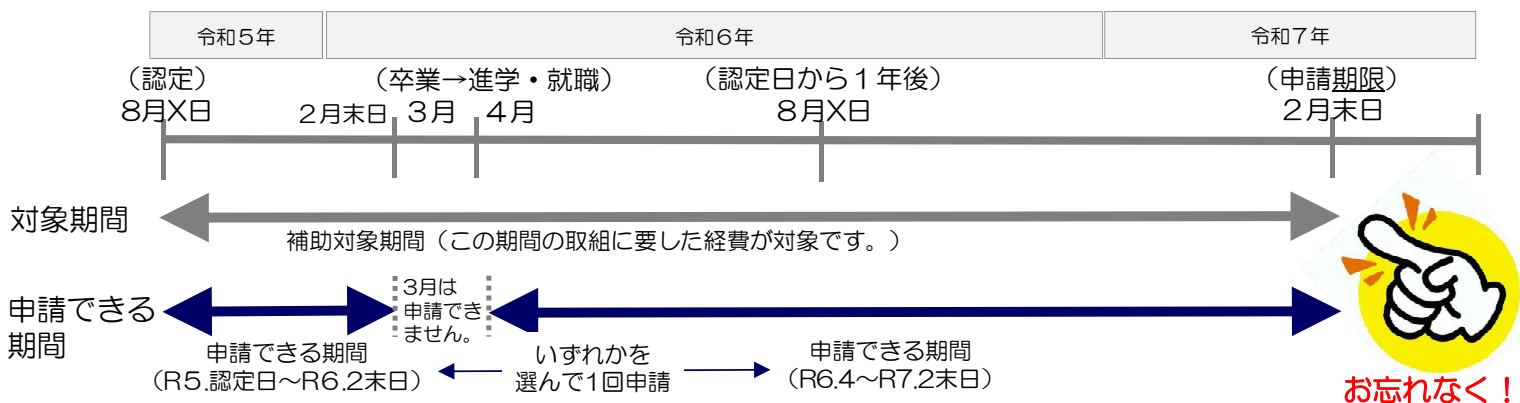 令和５年
令和６年
令和７年
（認定）
（卒業→進学・就職）
（認定日から１年後）
（申請期限）
８月X日
２月末日
３月
４月
８月X日
２月末日
対象期間
補助対象期間（この期間の取組に要した経費が対象です。）
申請できる
期間
3月は
申請でき
ません。
申請できる期間
（R５.認定日～R６.２末日）
いずれかを
選んで1回申請
申請できる期間
（R6.４～R７.２末日）
お忘れなく！